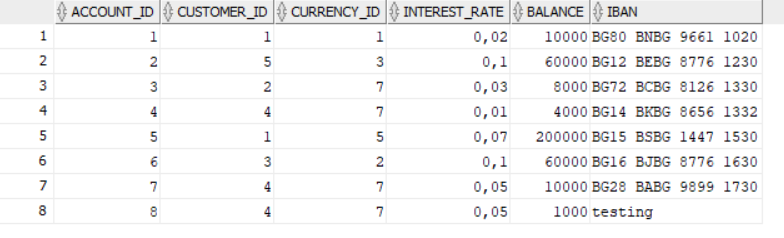 ACCOUNT_ID CUSTOMER_ID CURRENCY_ID INTEREST_RATE BALANCE IBAN
1 1 1 1 0,02 10000 BG80 BNBG 9661 1020
2 2 5 3 0,1 60000 BG12 BEBG 8776 1230
3 3 2 7 0,03 8000 BG72 BCBG 8126 1330
4 4 4 7 0,01 4000 BG14 BKBG 8656 1332
5 5 1 5 0,07 200000 BG15 BSBG 1447 1530
6 6 3 2 0,1 60000 BG16 BJBG 8776 1630
7 7 4 7 0,05 10000 BG28 BABG 9899 1730
8 8 4 7 0,05 1000 testing